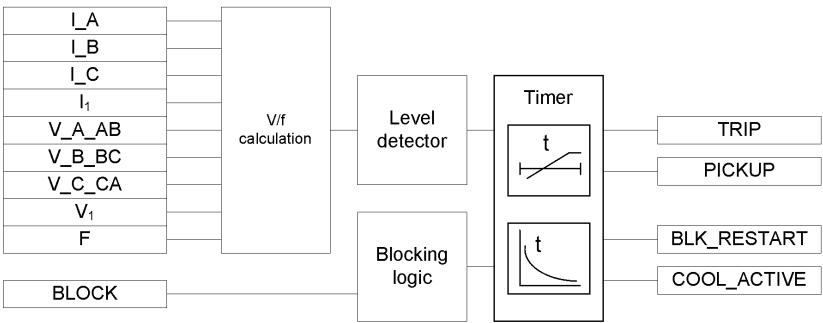 I_A
I_B
I_C
I₁
V_A_AB
V_B_BC
V_C_CA
V₁
F
BLOCK
V/f
calculation
Level
detector
Blocking
logic
Timer
t
t
TRIP
PICKUP
BLK_RESTART
COOL_ACTIVE